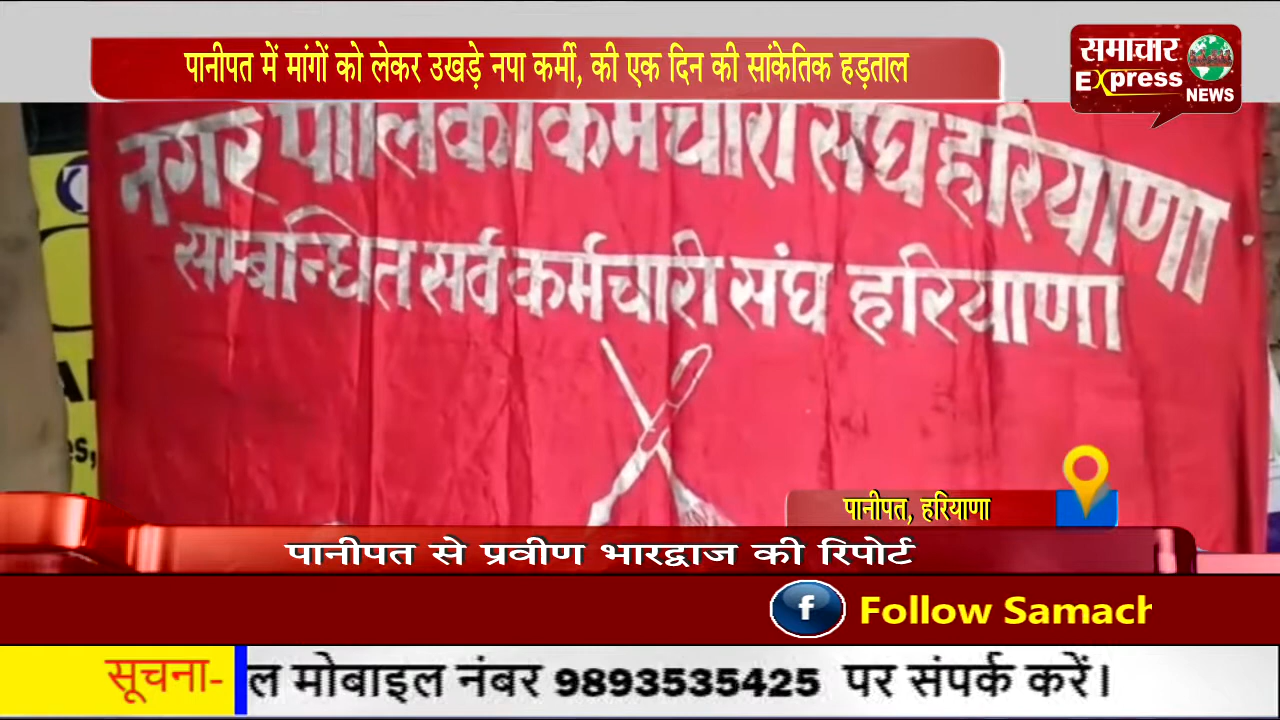 पानीपत में मांगों को लेकर उखड़े नपा कर्मी, की एक दिन की सांकेतिक हड़ताल
समाचार
Express
NEWS
नगर पालिका कर्मचारी संघ हरियाणा
सम्बन्धित सर्व कर्मचारी संघ हरियाणा
पानीपत, हरियाणा
पानीपत से प्रवीण भारद्वाज की रिपोर्ट
f Follow Samach
सूचना- ल मोबाइल नंबर 9893535425 पर संपर्क करें।